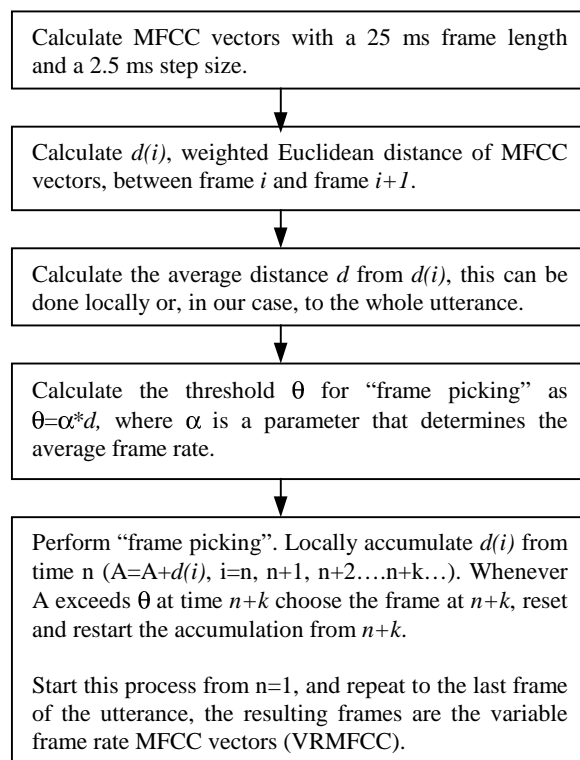 Calculate MFCC vectors with a 25 ms frame length
and a 2.5 ms step size.
Calculate d(i), weighted Euclidean distance of MFCC
vectors, between frame i and frame i+1.
Calculate the average distance d from d(i), this can be
done locally or, in our case, to the whole utterance.
Calculate the threshold θ for “frame picking” as
θ=α*d, where α is a parameter that determines the
average frame rate.
Perform “frame picking”. Locally accumulate d(i) from
time n (A=A+d(i), i=n, n+1, n+2….n+k…). Whenever
A exceeds θ at time n+k choose the frame at n+k, reset
and restart the accumulation from n+k.
Start this process from n=1, and repeat to the last frame
of the utterance, the resulting frames are the variable
frame rate MFCC vectors (VRMFCC).